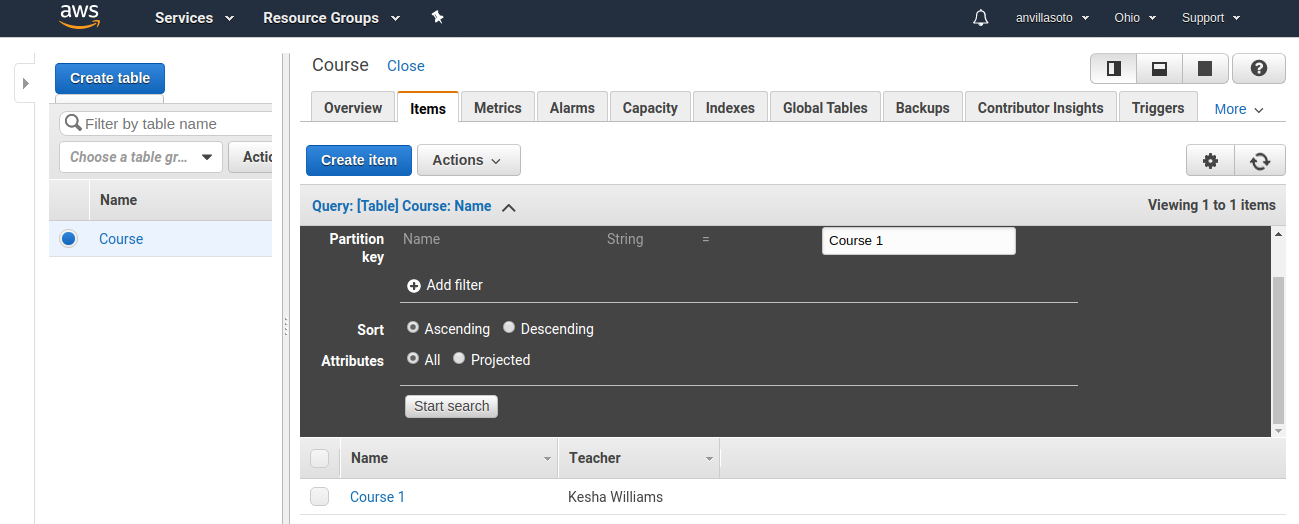 aws Services Resource Groups anvillasoto Ohio Support
Create table
Filter by table name
Choose a table gr... Actic
Name
Course
Course Close
Overview Items Metrics Alarms Capacity Indexes Global Tables Backups Contributor Insights Triggers More
Create item Actions
Query: [Table] Course: Name Viewing 1 to 1 items
Partition key Name String = Course 1
Add filter
Sort Ascending Descending
Attributes All Projected
Start search
Name Teacher
Course 1 Kesha Williams